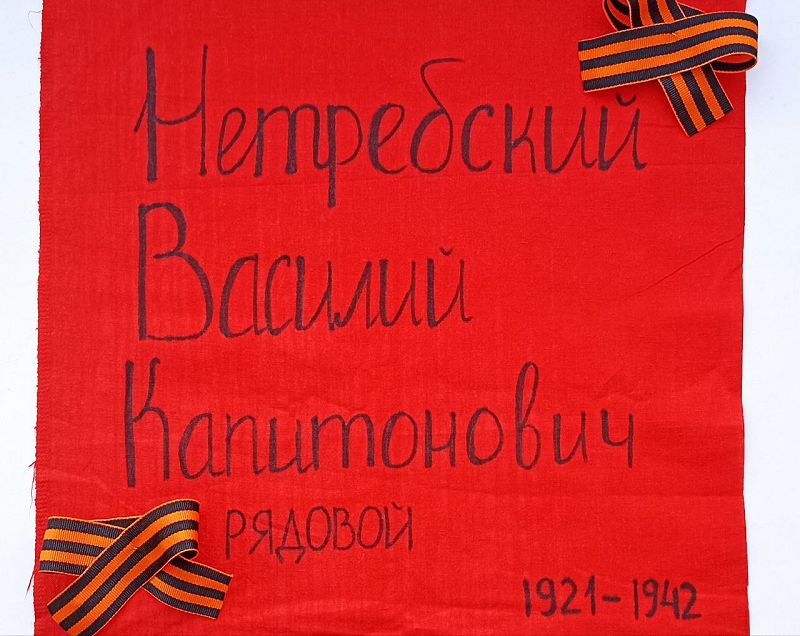 Нетребский
Василий
Капитонович
РЯДОВОЙ
1921-1942